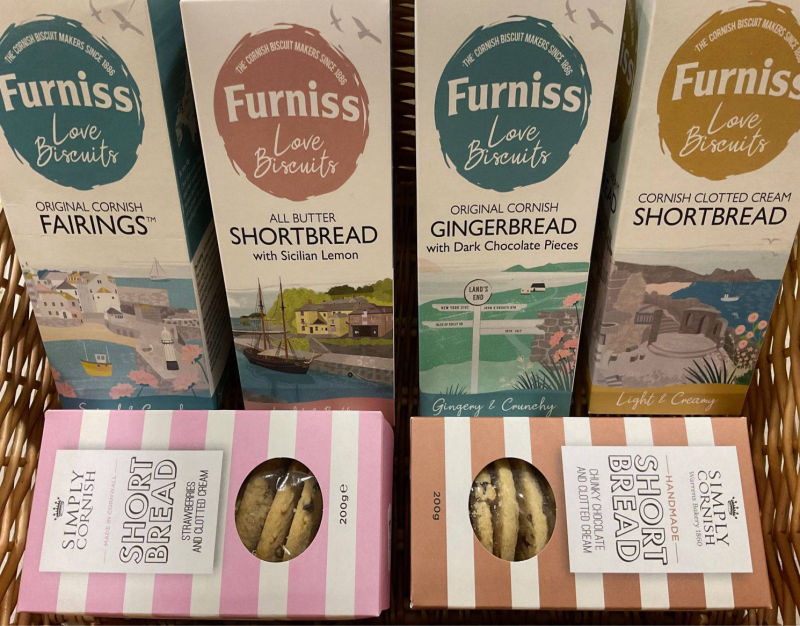 THE CORNISH BISCUIT MAKERS SINCE 1886
Furniss
Love
Biscuits
ORIGINAL CORNISH
FAIRINGS™
THE CORNISH BISCUIT MAKERS SINCE 1886
Furniss
Love
Biscuits
ALL BUTTER
SHORTBREAD
with Sicilian Lemon
THE CORNISH BISCUIT MAKERS SINCE 1886
Furniss
Love
Biscuits
ORIGINAL CORNISH
GINGERBREAD
with Dark Chocolate Pieces
LAND'S
END
Gingery & Crunchy
THE CORNISH BISCUIT MAKERS SINCE
Furniss
Love
Biscuits
CORNISH CLOTTED CREAM
SHORTBREAD
Light & Creamy
SIMPLY
CORNISH
MADE IN CORNWALL
SHORT
BREAD
STRAWBERRIES
AND CLOTTED CREAM
200g e
200g
SIMPLY
CORNISH
Warrens Bakery 1860
HANDMADE
SHORT
BREAD
CHUNKY CHOCOLATE
AND CLOTTED CREAM